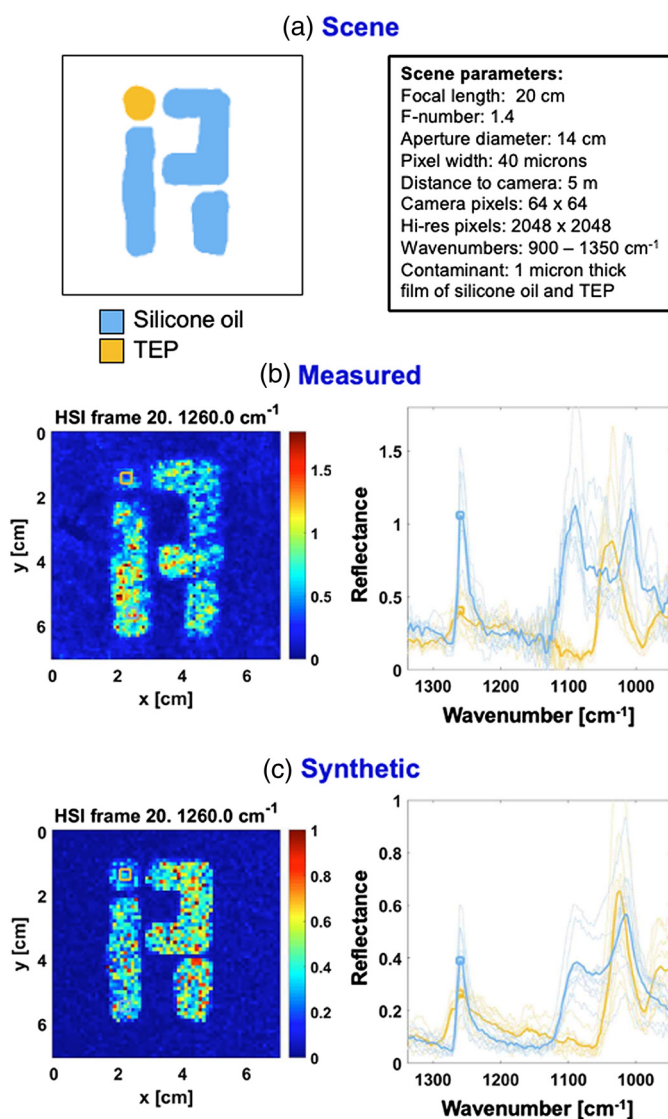 (a) Scene
Scene parameters:
Focal length: 20 cm
F-number: 1.4
Aperture diameter: 14 cm
Pixel width: 40 microns
Distance to camera: 5 m
Camera pixels: 64 x 64
Hi-res pixels: 2048 x 2048
Wavenumbers: 900 – 1350 cm⁻¹
Contaminant: 1 micron thick
film of silicone oil and TEP
Silicone oil
TEP
(b) Measured
HSI frame 20. 1260.0 cm⁻¹
0
2
4
6
y [cm]
0 2 4 6
x [cm]
1.5
1
0.5
0
1.5
1
0.5
0
Reflectance
1300 1200 1100 1000
Wavenumber [cm⁻¹]
(c) Synthetic
HSI frame 20. 1260.0 cm⁻¹
0
2
4
6
y [cm]
0 2 4 6
x [cm]
1
0.8
0.6
0.4
0.2
0
1
0.8
0.6
0.4
0.2
0
Reflectance
1300 1200 1100 1000
Wavenumber [cm⁻¹]